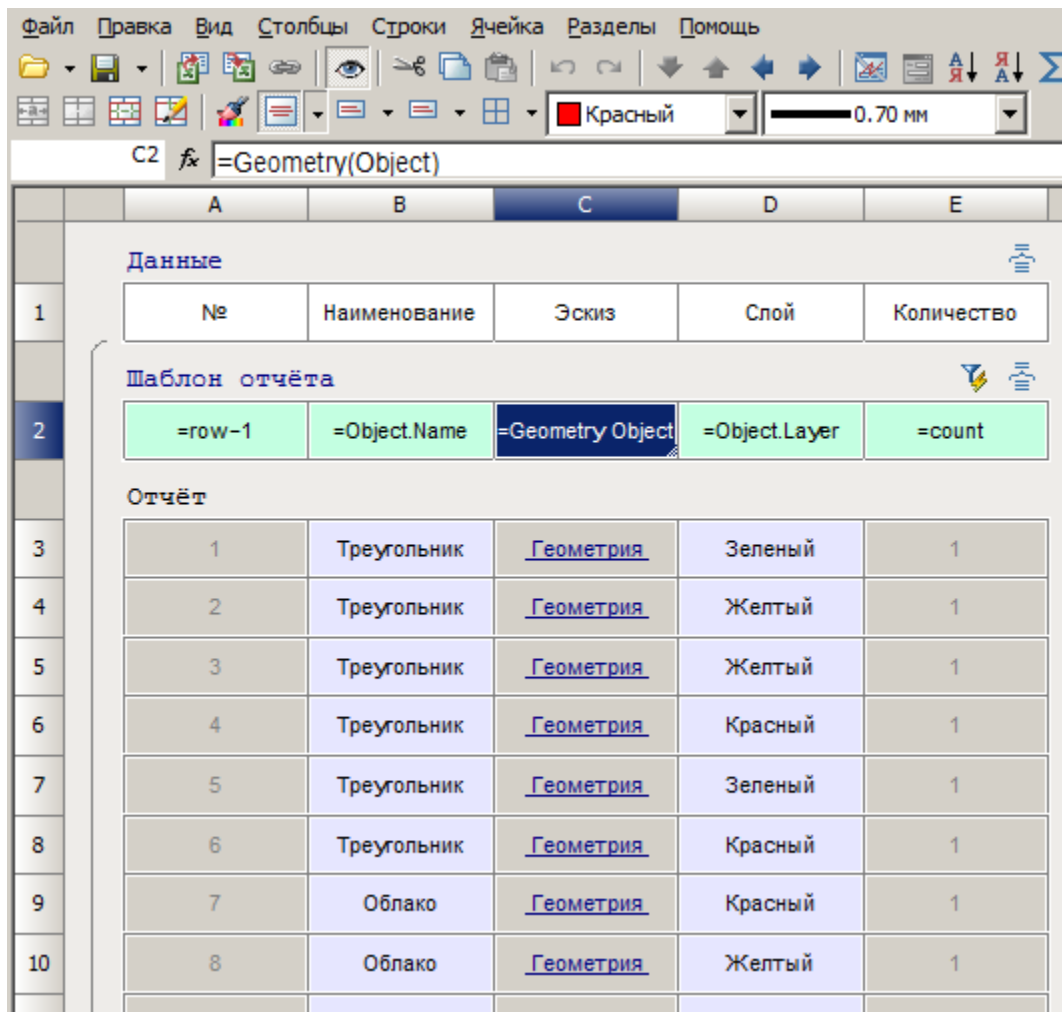 Файл Правка Вид Столбцы Строки Ячейка Разделы Помощь
Красный 0.70 мм
C2 fx =Geometry(Object)
A B C D E
Данные
1 № Наименование Эскиз Слой Количество
Шаблон отчёта
2 =row-1 =Object.Name =Geometry Object =Object.Layer =count
Отчёт
3 1 Треугольник Геометрия Зеленый 1
4 2 Треугольник Геометрия Желтый 1
5 3 Треугольник Геометрия Желтый 1
6 4 Треугольник Геометрия Красный 1
7 5 Треугольник Геометрия Зеленый 1
8 6 Треугольник Геометрия Красный 1
9 7 Облако Геометрия Красный 1
10 8 Облако Геометрия Желтый 1